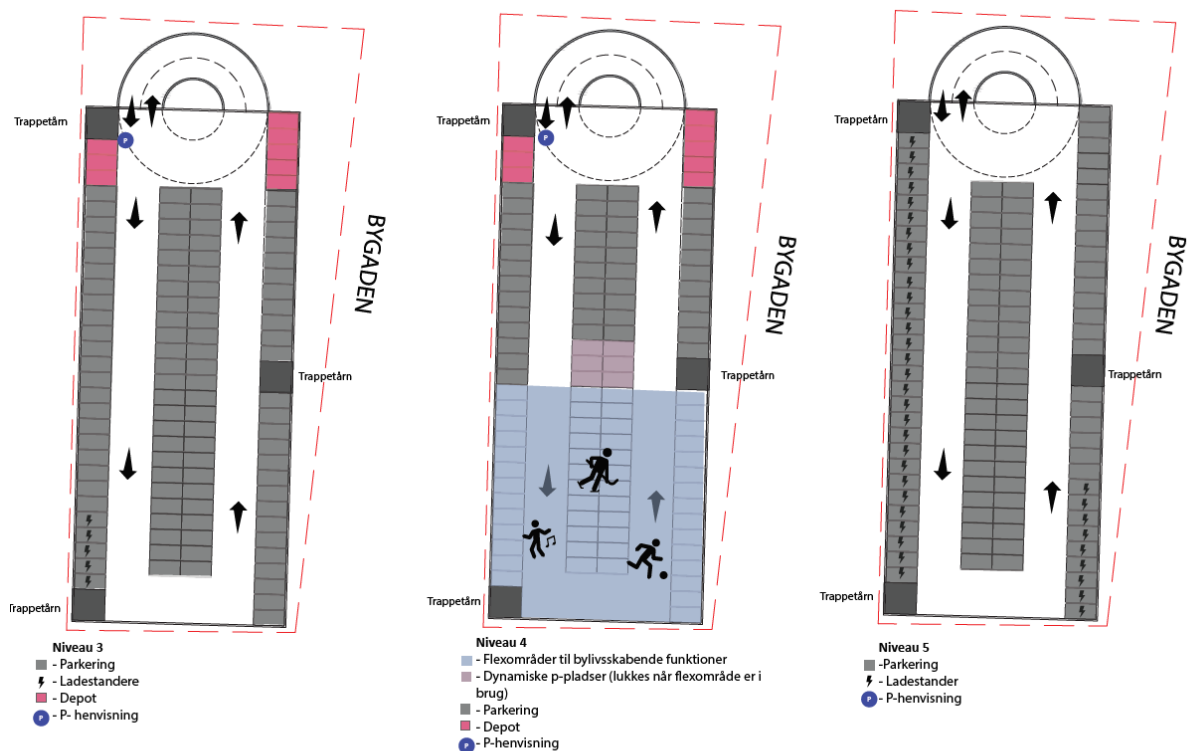 Trappetårn
P
BYGADEN
Trappetårn
Trappetårn
Niveau 3
- Parkering
- Ladestandere
- Depot
P
- P- henvisning
Trappetårn
P
BYGADEN
Trappetårn
Trappetårn
Niveau 4
- Flexområder til bylivsskabende funktioner
- Dynamiske p-pladser (lukkes når flexområde er i
brug)
- Parkering
- Depot
P
- P-henvisning
Trappetårn
BYGADEN
Trappetårn
Trappetårn
Niveau 5
-Parkering
- Ladestander
P
- P-henvisning